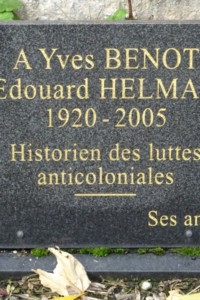 A Yves BENOT
Edouard HELMA
1920 - 2005
Historien des luttes
anticoloniales
Ses a